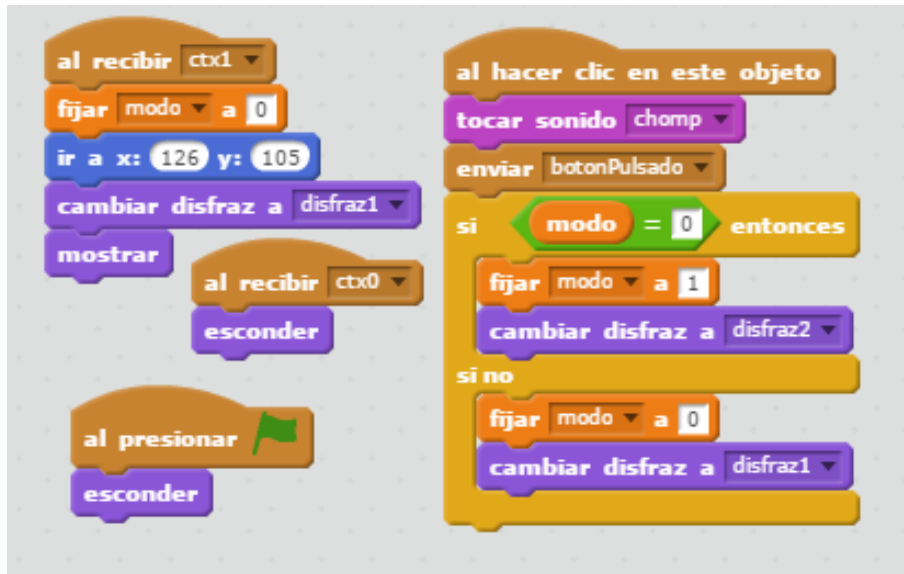 al recibir ctx1
fijar modo a 0
ir a x: 126 y: 105
cambiar disfraz a disfraz1
mostrar
al recibir ctx0
esconder
al presionar
esconder
al hacer clic en este objeto
tocar sonido chomp
enviar botonPulsado
si modo = 0 entonces
fijar modo a 1
cambiar disfraz a disfraz2
si no
fijar modo a 0
cambiar disfraz a disfraz1